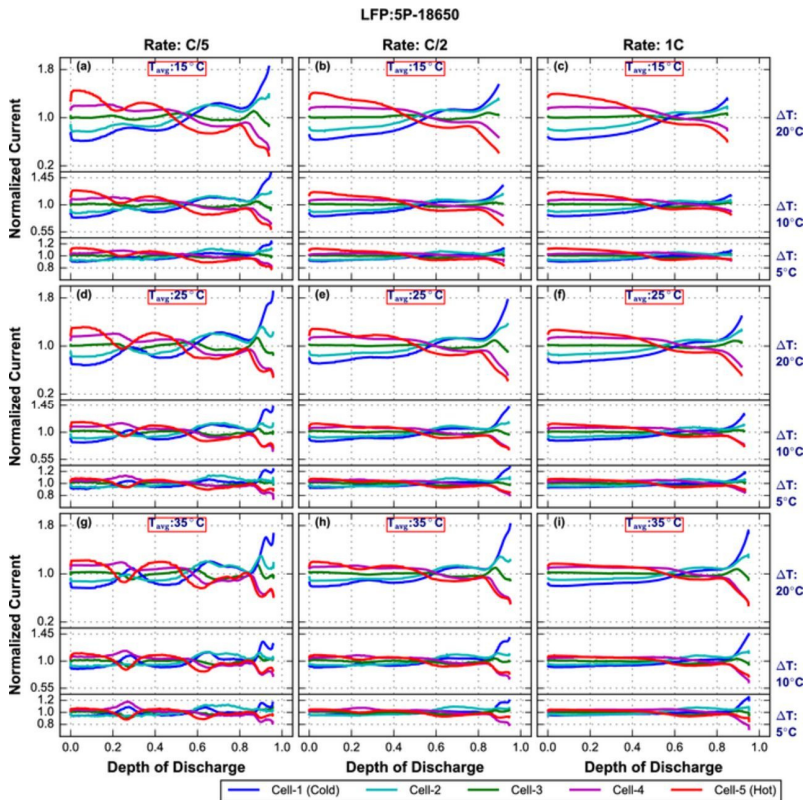 LFP:5P-18650
Rate: C/5 Rate: C/2 Rate: 1C
(a) Tavg:15°C (b) Tavg:15°C (c) Tavg:15°C
1.8
1.0
0.2
ΔT:
20°C
1.45
1.0
0.55
ΔT:
10°C
1.2
1.0
0.8
ΔT:
5°C
Normalized Current
(d) Tavg:25°C (e) Tavg:25°C (f) Tavg:25°C
1.8
1.0
0.2
ΔT:
20°C
1.45
1.0
0.55
ΔT:
10°C
1.2
1.0
0.8
ΔT:
5°C
Normalized Current
(g) Tavg:35°C (h) Tavg:35°C (i) Tavg:35°C
1.8
1.0
0.2
ΔT:
20°C
1.45
1.0
0.55
ΔT:
10°C
1.2
1.0
0.8
ΔT:
5°C
Normalized Current
0.0 0.2 0.4 0.6 0.8 1.0 0.0 0.2 0.4 0.6 0.8 1.0 0.0 0.2 0.4 0.6 0.8 1.0
Depth of Discharge Depth of Discharge Depth of Discharge
Cell-1 (Cold) Cell-2 Cell-3 Cell-4 Cell-5 (Hot)